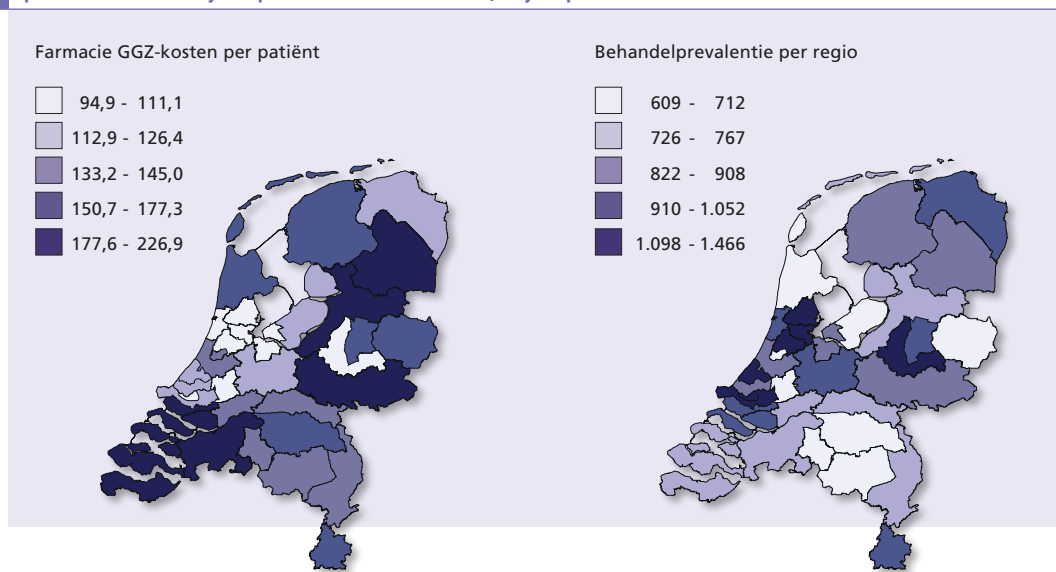 Farmacie GGZ-kosten per patiënt
94,9 - 111,1
112,9 - 126,4
133,2 - 145,0
150,7 - 177,3
177,6 - 226,9
Behandelprevalentie per regio
609 - 712
726 - 767
822 - 908
910 - 1.052
1.098 - 1.466